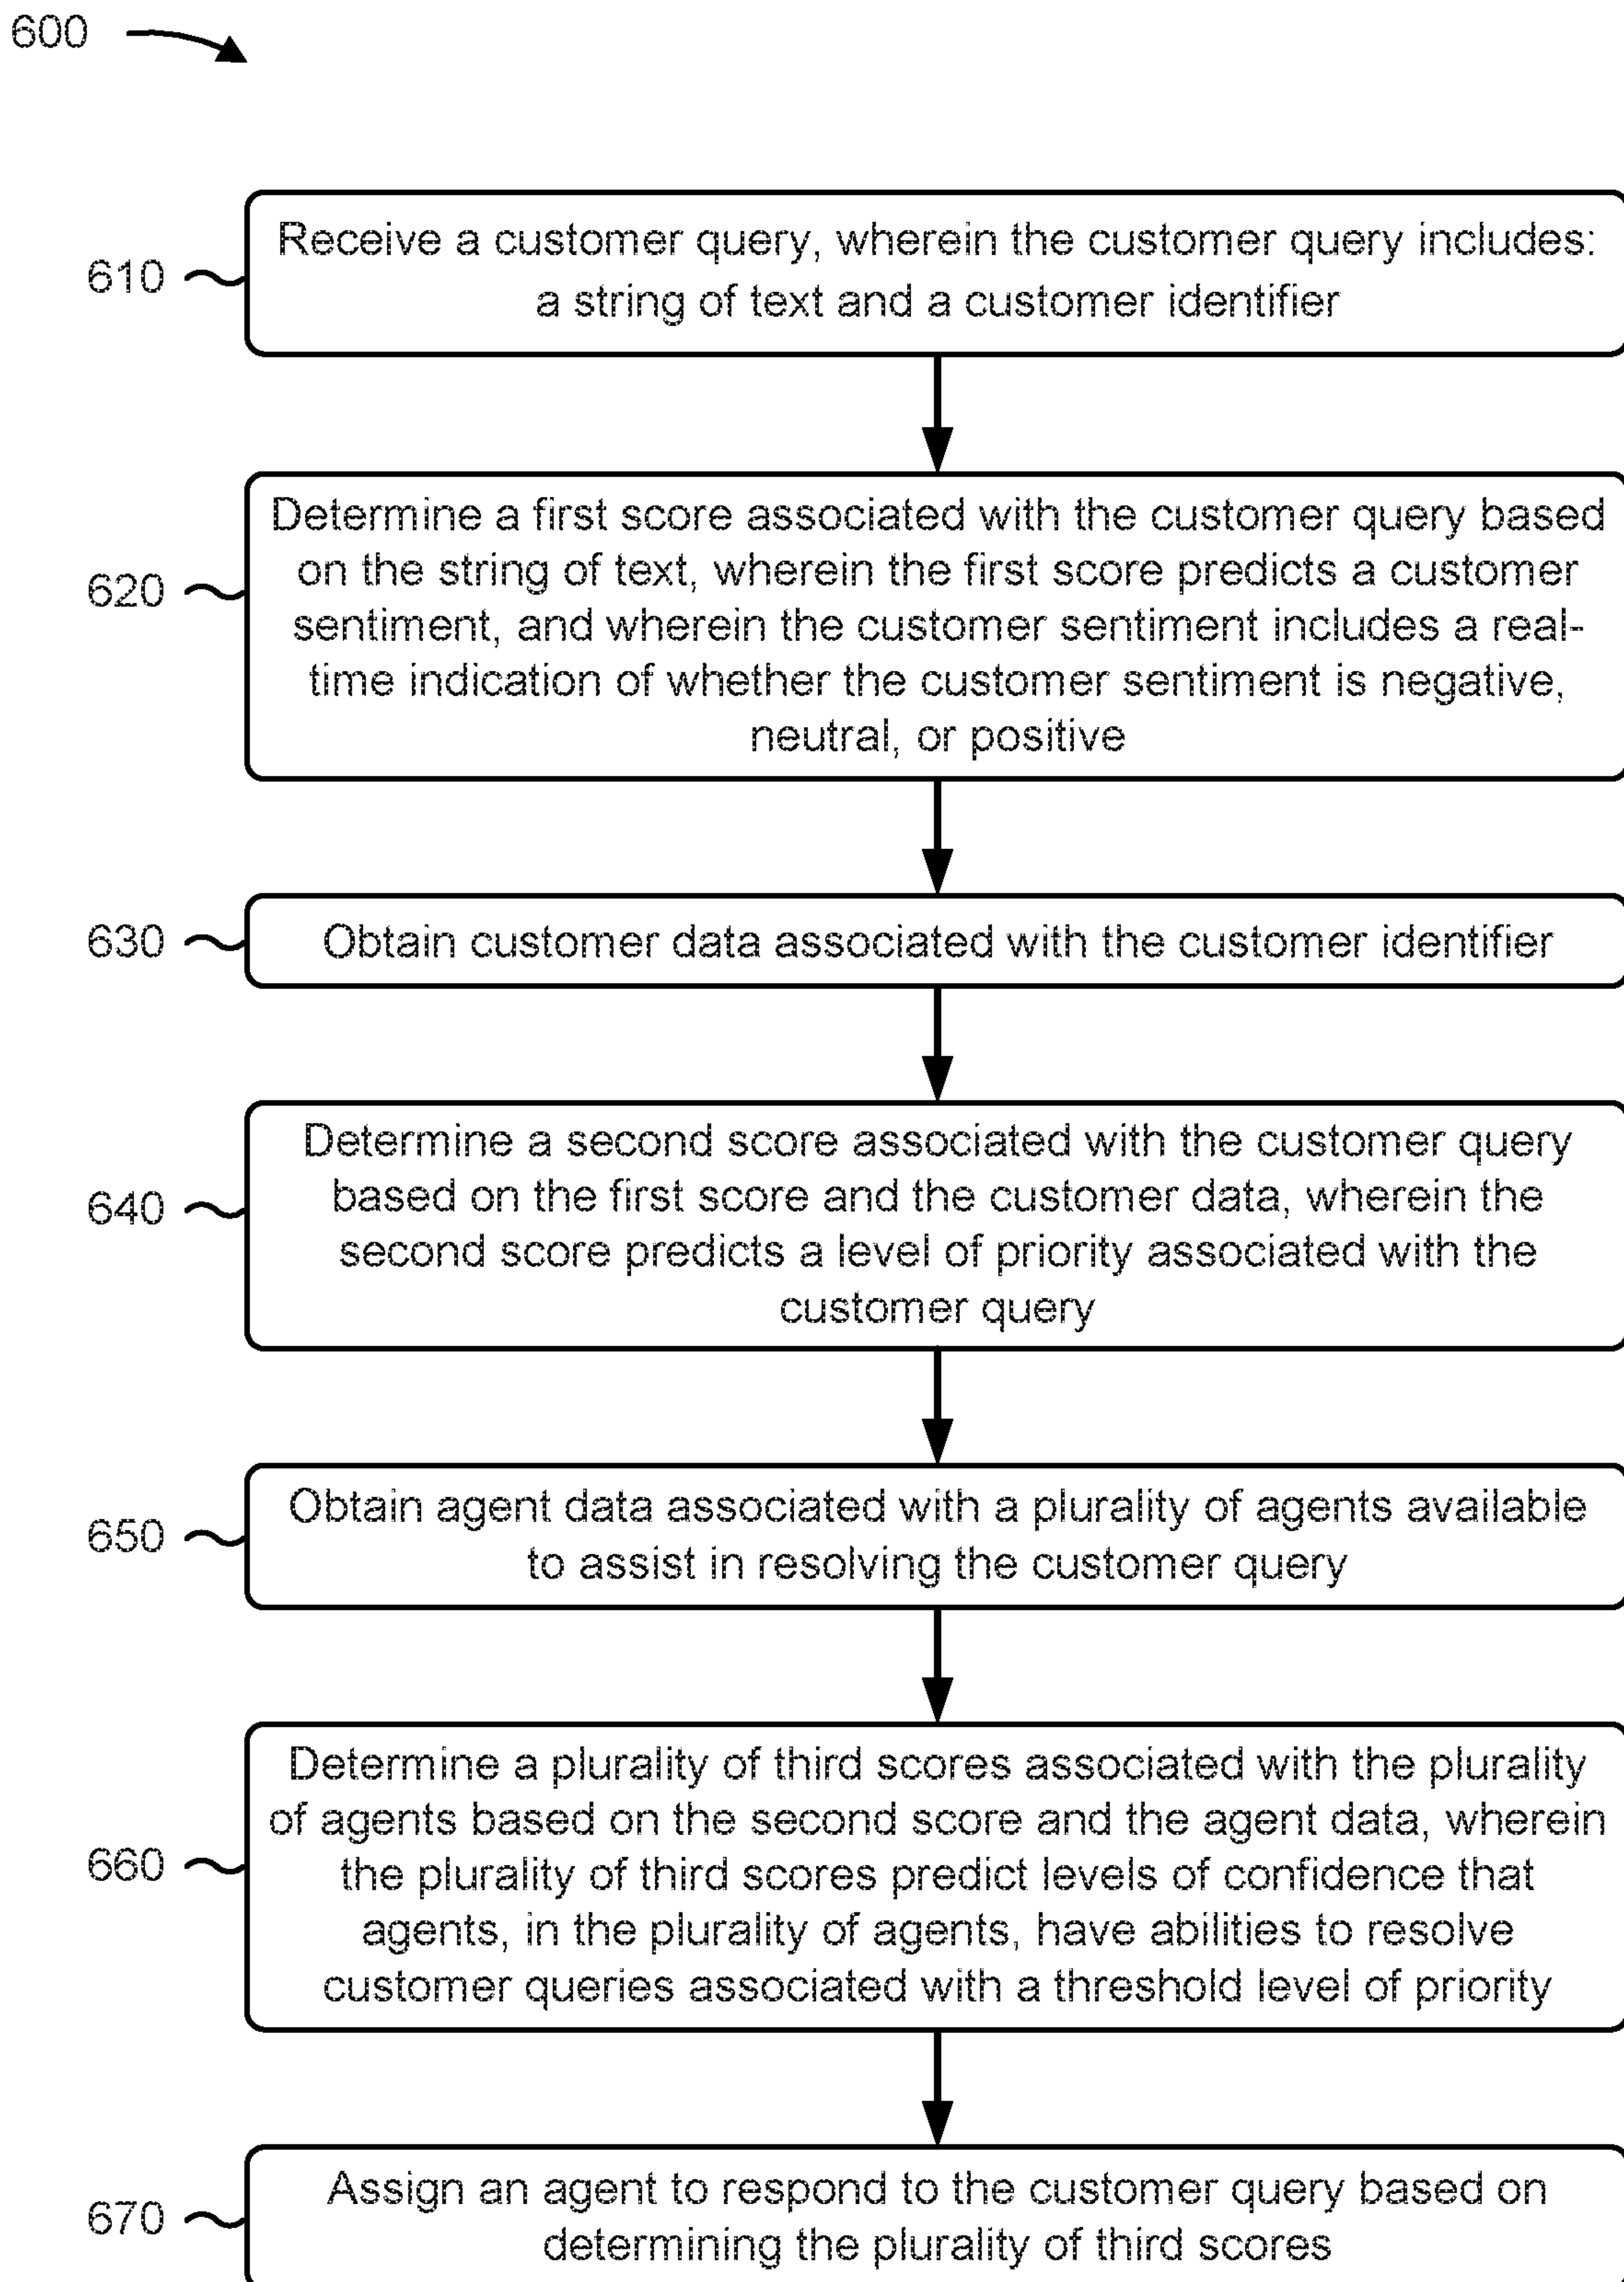 600
610
Receive a customer query, wherein the customer query includes:
a string of text and a customer identifier
620
Determine a first score associated with the customer query based
on the string of text, wherein the first score predicts a customer
sentiment, and wherein the customer sentiment includes a real-
time indication of whether the customer sentiment is negative,
neutral, or positive
630
Obtain customer data associated with the customer identifier
640
Determine a second score associated with the customer query
based on the first score and the customer data, wherein the
second score predicts a level of priority associated with the
customer query
650
Obtain agent data associated with a plurality of agents available
to assist in resolving the customer query
660
Determine a plurality of third scores associated with the plurality
of agents based on the second score and the agent data, wherein
the plurality of third scores predict levels of confidence that
agents, in the plurality of agents, have abilities to resolve
customer queries associated with a threshold level of priority
670
Assign an agent to respond to the customer query based on
determining the plurality of third scores